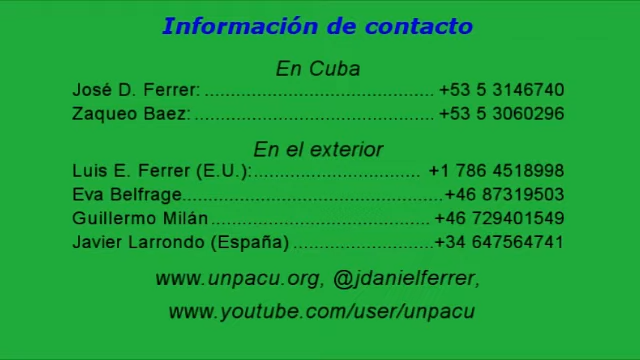 Información de contacto
En Cuba
José D. Ferrer: ........................................ +53 5 3146740
Zaqueo Baez: .......................................... +53 5 3060296
En el exterior
Luis E. Ferrer (E.U.):............................. +1 786 4518998
Eva Belfrage.............................................+46 87319503
Guillermo Milán...................................... +46 729401549
Javier Larrondo (España) ........................+34 647564741
www.unpacu.org, @jdanielferrer,
www.youtube.com/user/unpacu